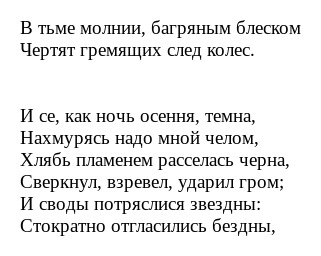 В тьме молнии, багряным блеском
Чертят гремящих след колес.
И се, как ночь осення, темна,
Нахмурясь надо мной челом,
Хлябь пламенем расселась черна,
Сверкнул, взревел, ударил гром;
И своды потряслися звездны:
Стократно отгласились бездны,